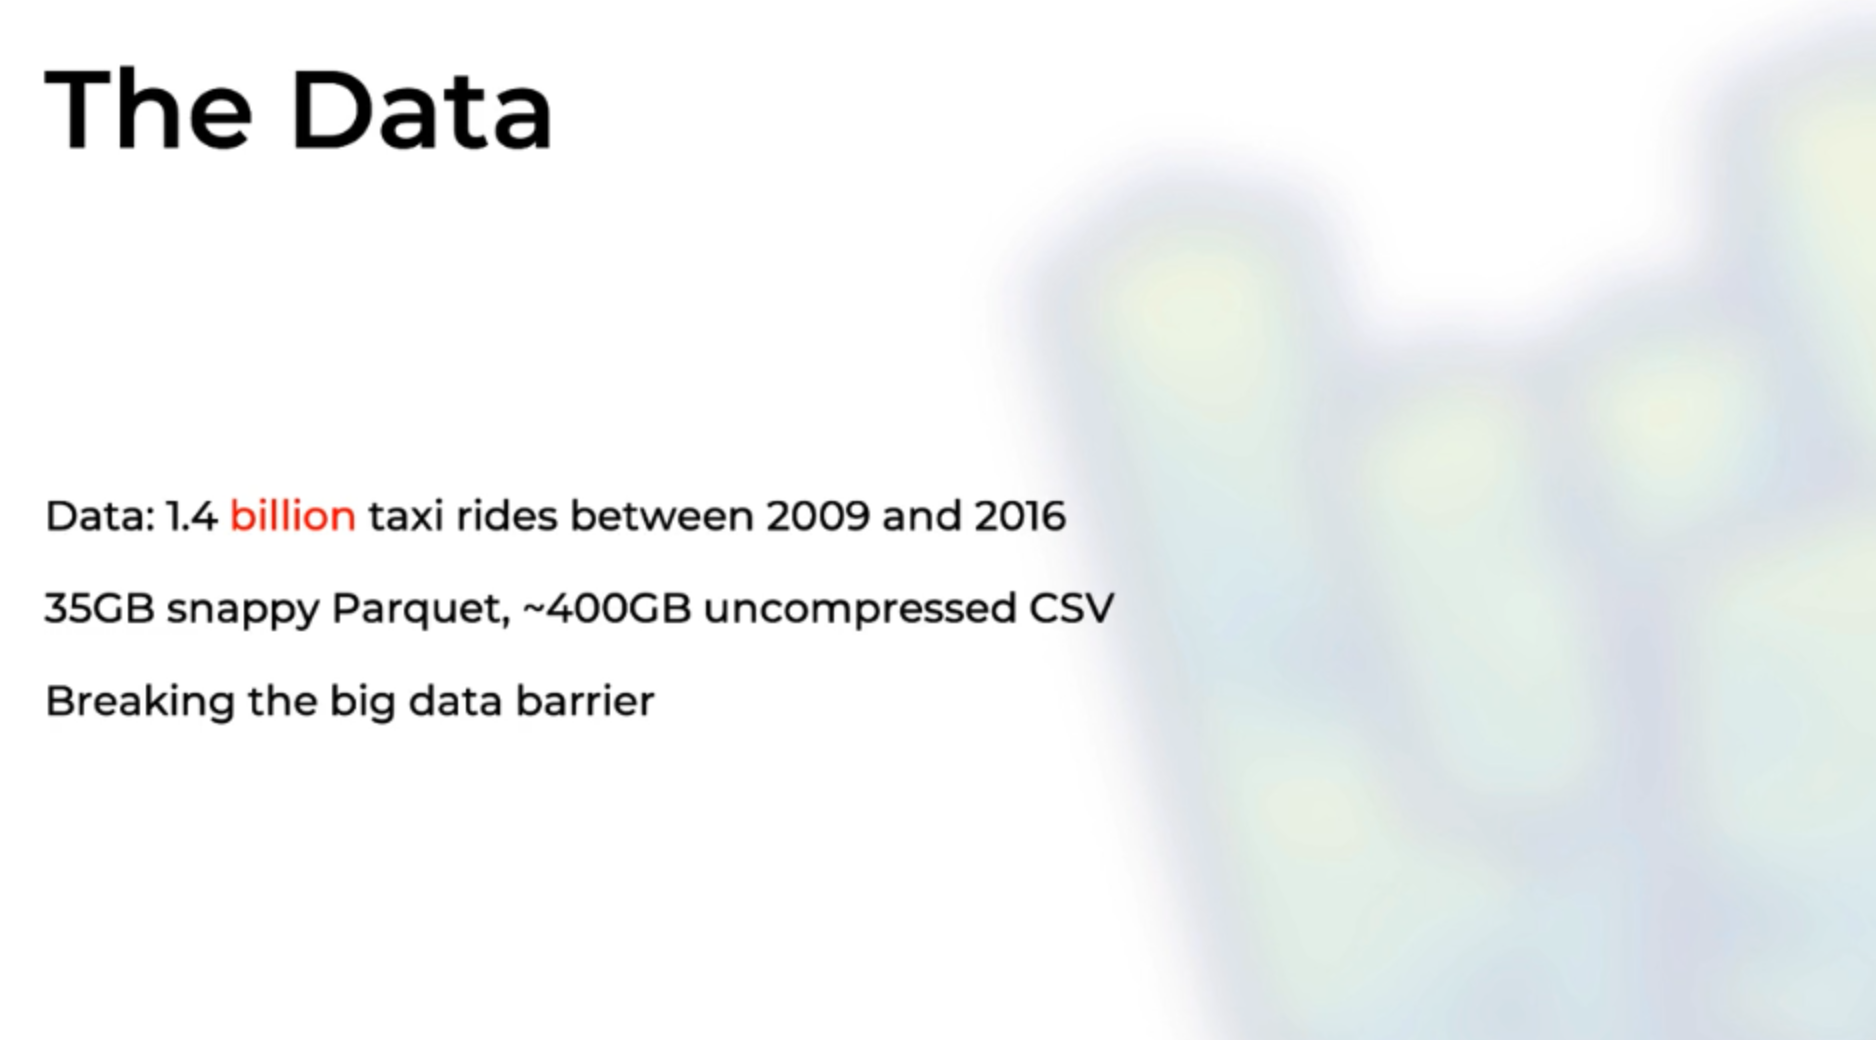 The Data
Data: 1.4 billion taxi rides between 2009 and 2016
35GB snappy Parquet, ~400GB uncompressed CSV
Breaking the big data barrier